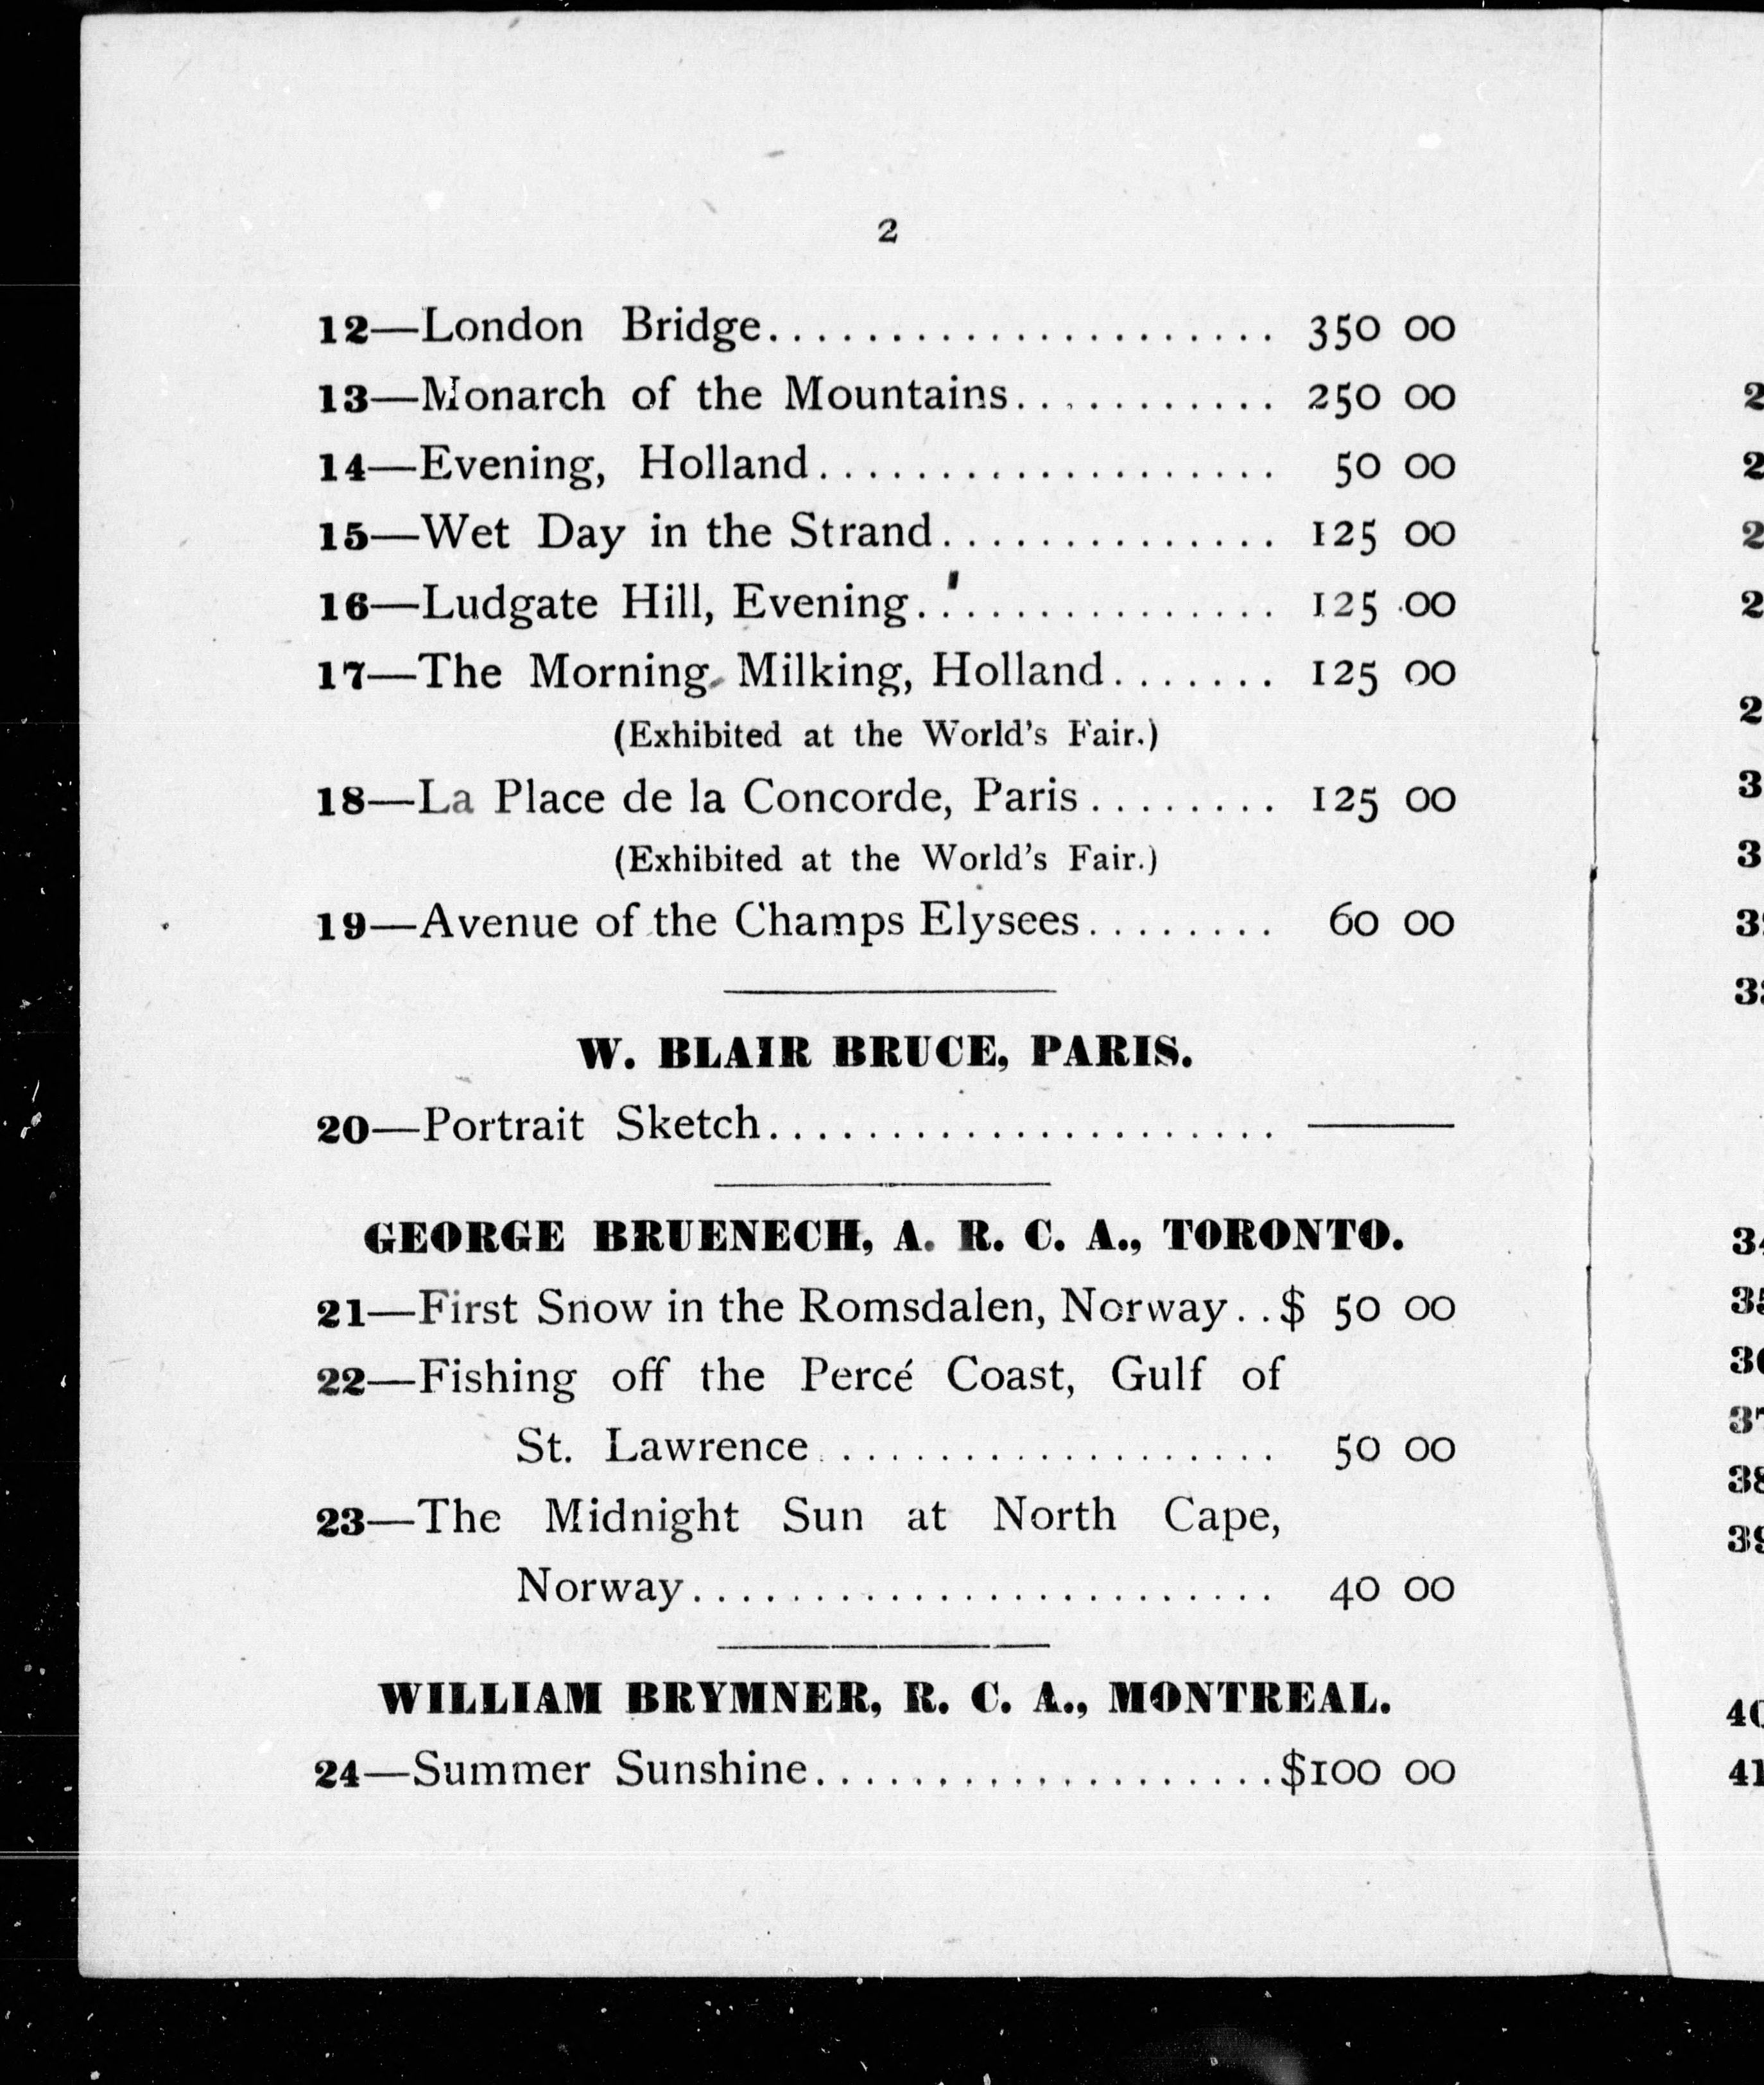 2
12—London Bridge..................... 350 00
13—Monarch of the Mountains........... 250 00
14—Evening, Holland................... 50 00
15—Wet Day in the Strand.............. 125 00
16—Ludgate Hill, Evening............... 125 00
17—The Morning Milking, Holland....... 125 00
(Exhibited at the World's Fair.)
18—La Place de la Concorde, Paris........ 125 00
(Exhibited at the World's Fair.)
19—Avenue of the Champs Elysees........ 60 00
W. BLAIR BRUCE, PARIS.
20—Portrait Sketch...................... ———
GEORGE BRUENECH, A. R. C. A., TORONTO.
21—First Snow in the Romsdalen, Norway..$ 50 00
22—Fishing off the Percé Coast, Gulf of
St. Lawrence................... 50 00
23—The Midnight Sun at North Cape,
Norway........................ 40 00
WILLIAM BRYMNER, R. C. A., MONTREAL.
24—Summer Sunshine...................$100 00
34
37
38
39
41